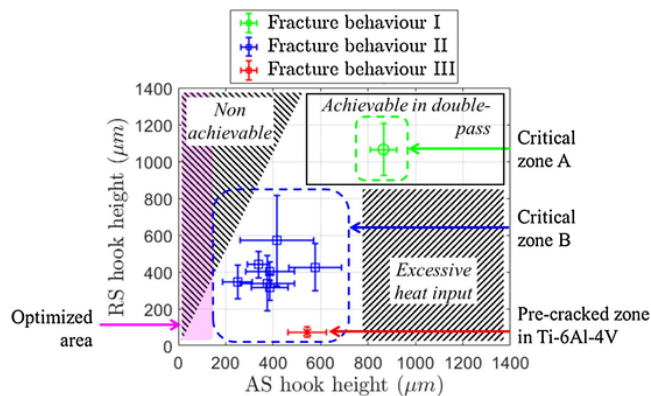 Fracture behaviour I
Fracture behaviour II
Fracture behaviour III
1400
1200
1000
800
600
400
200
0
RS hook height (μm)
Non
achievable
Achievable in double-
pass
Excessive
heat input
Critical
zone A
Critical
zone B
Pre-cracked zone
in Ti-6Al-4V
Optimized
area
0 200 400 600 800 1000 1200 1400
AS hook height (μm)